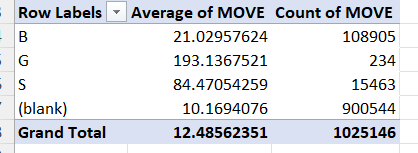 Row Labels Average of MOVE Count of MOVE
B 21.02957624 108905
G 193.1367521 234
S 84.47054259 15463
(blank) 10.1694076 900544
Grand Total 12.48562351 1025146